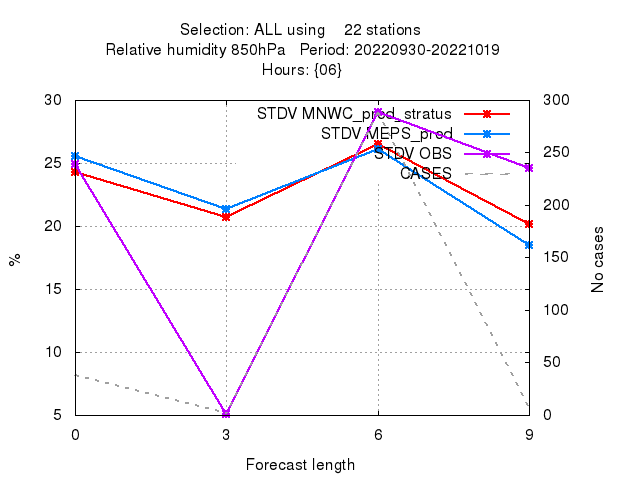 Selection: ALL using 22 stations
Relative humidity 850hPa Period: 20220930-20221019
Hours: {06}
30
25
20
15
10
5
%
300
250
200
150
100
50
0
No cases
STDV MNWC_prod_stratus
STDV MEPS_prod
STDV OBS
CASES
0 3 6 9
Forecast length